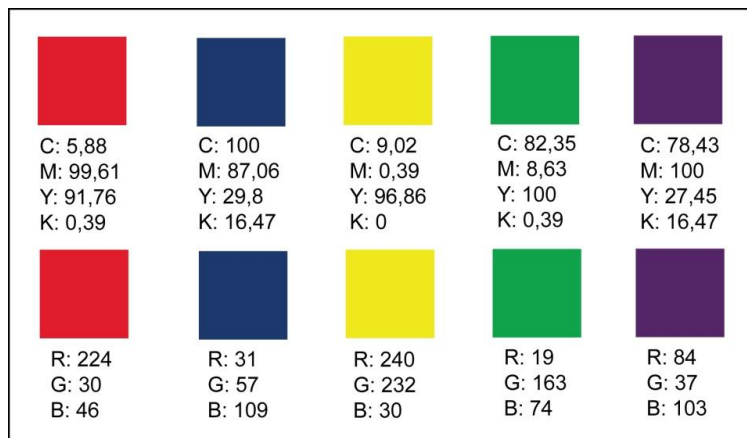 C: 5,88
M: 99,61
Y: 91,76
K: 0,39
C: 100
M: 87,06
Y: 29,8
K: 16,47
C: 9,02
M: 0,39
Y: 96,86
K: 0
C: 82,35
M: 8,63
Y: 100
K: 0,39
C: 78,43
M: 100
Y: 27,45
K: 16,47
R: 224
G: 30
B: 46
R: 31
G: 57
B: 109
R: 240
G: 232
B: 30
R: 19
G: 163
B: 74
R: 84
G: 37
B: 103